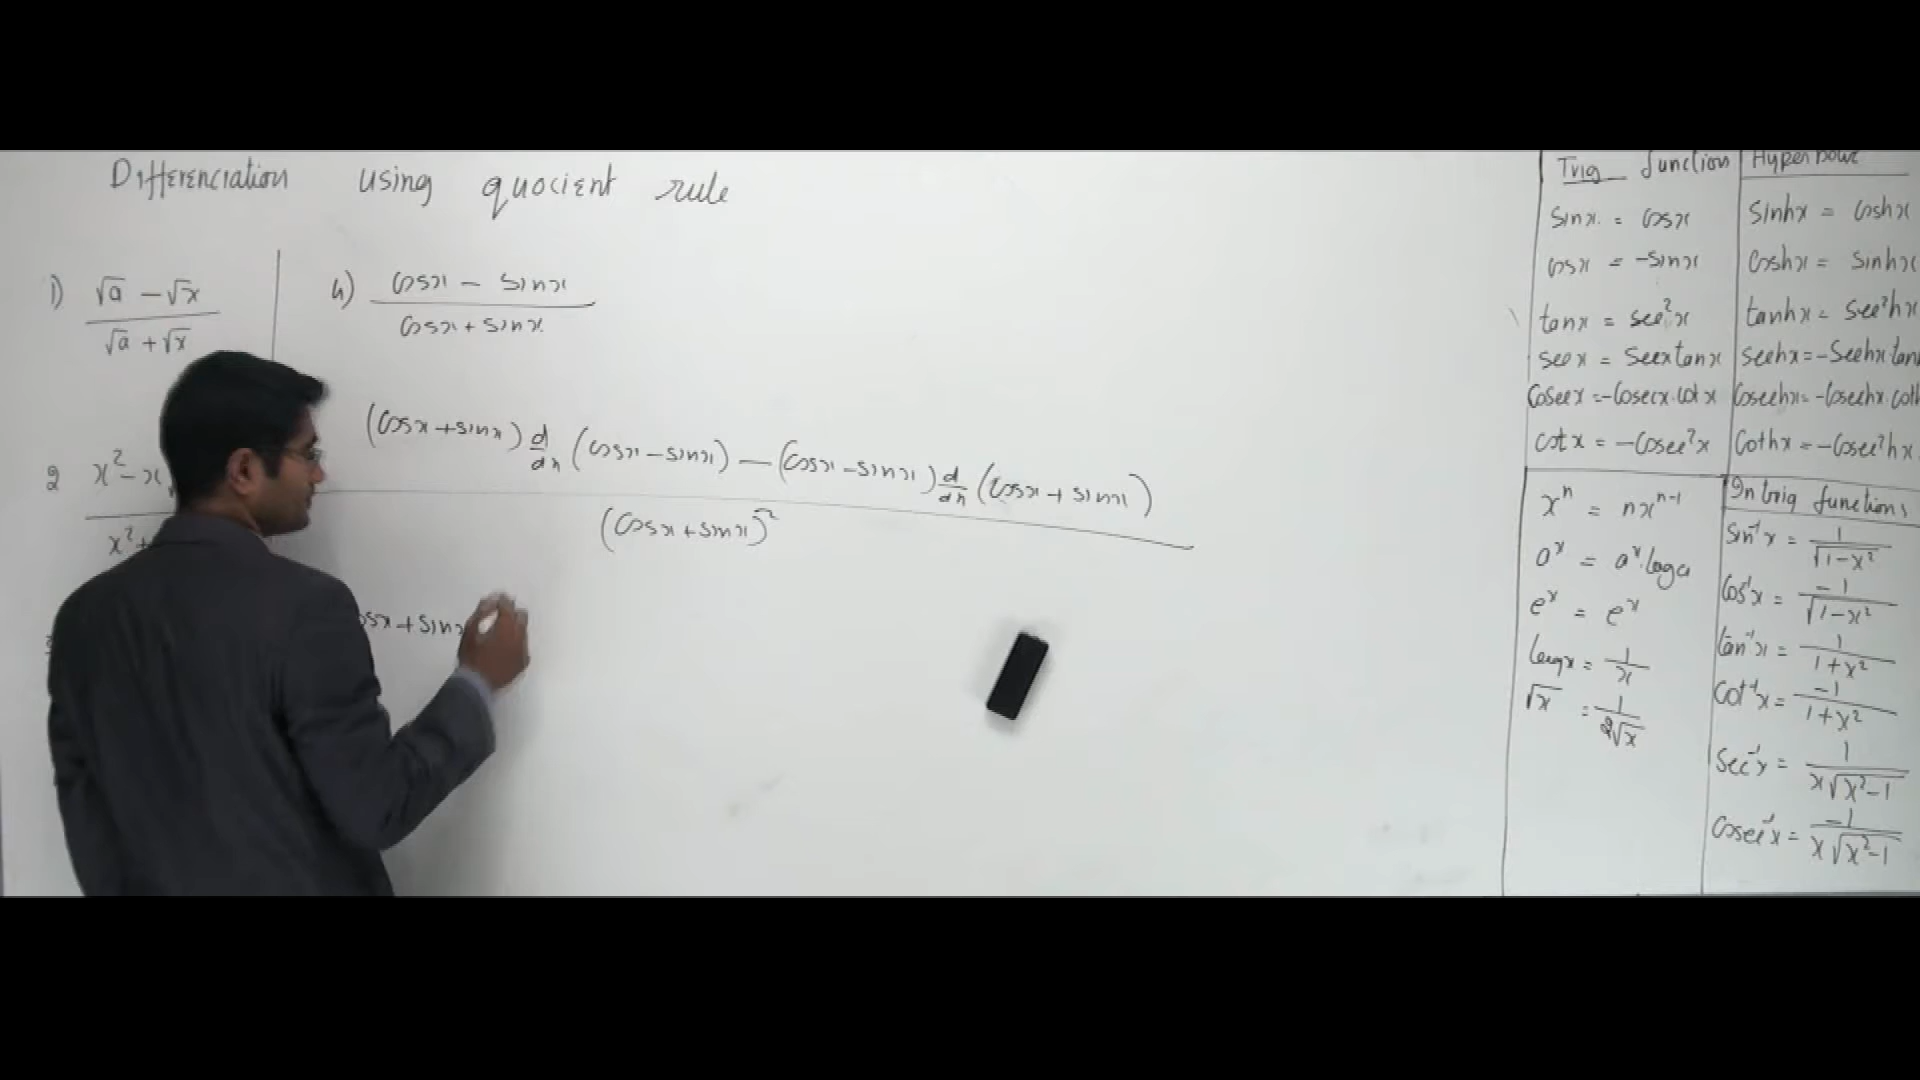 Differenciation using quocient rule
1) √a − √x / √a + √x
2 x² − x
x² +
4) cosx − sinx / cosx + sinx
(cosx + sinx) d/dx (cosx − sinx) − (cosx − sinx) d/dx (cosx + sinx)
(cosx + sinx)²
osx + sinx
Trig function
sinx = cosx
cosx = −sinx
tanx = sec²x
secx = secxtanx
cosecx = −cosecx.cotx
cotx = −cosec²x
sinhx = coshx
coshx = sinhx
tanhx = sec²hx
sechx = −sechx.tan
cosechx = −cosechx.coth
cothx = −cosec²hx
xⁿ = nxⁿ⁻¹
aˣ = aˣ.loga
eˣ = eˣ
logx = 1/x
√x = 1/2√x
In trig functions
sin⁻¹x = 1/√1−x²
cos⁻¹x = −1/√1−x²
tan⁻¹x = 1/1+x²
cot⁻¹x = −1/1+x²
sec⁻¹x = 1/x√x²−1
cosec⁻¹x = −1/x√x²−1